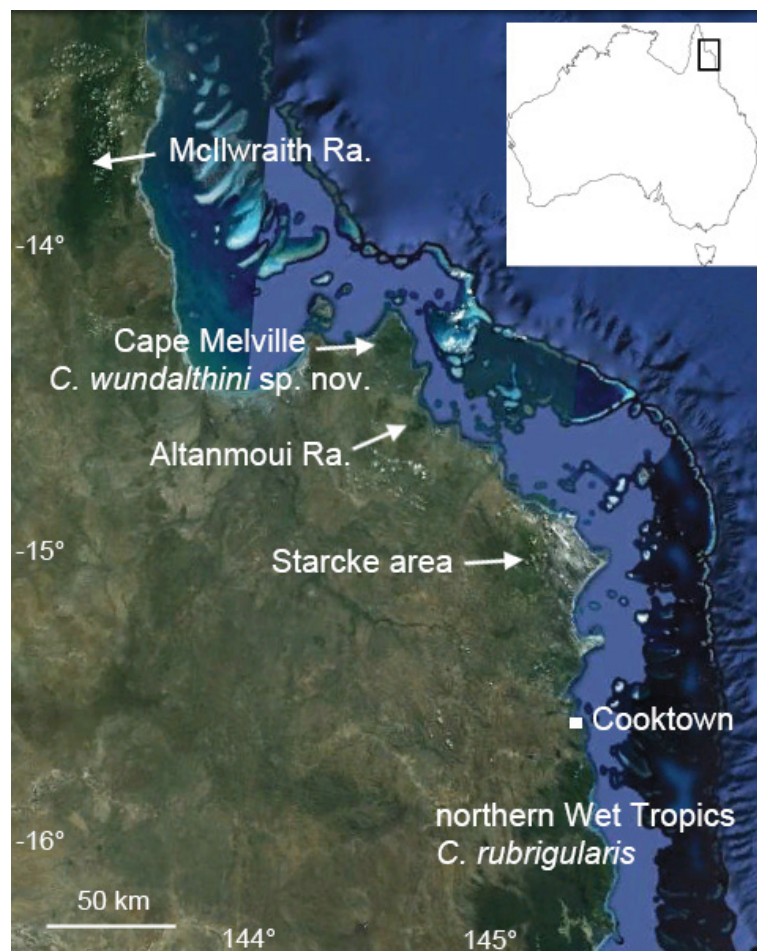 McIlwraith Ra.
-14°
Cape Melville
C. wundalthini sp. nov.
Altanmoui Ra.
-15°
Starcke area
Cooktown
northern Wet Tropics
C. rubrigularis
-16°
50 km
144°
145°